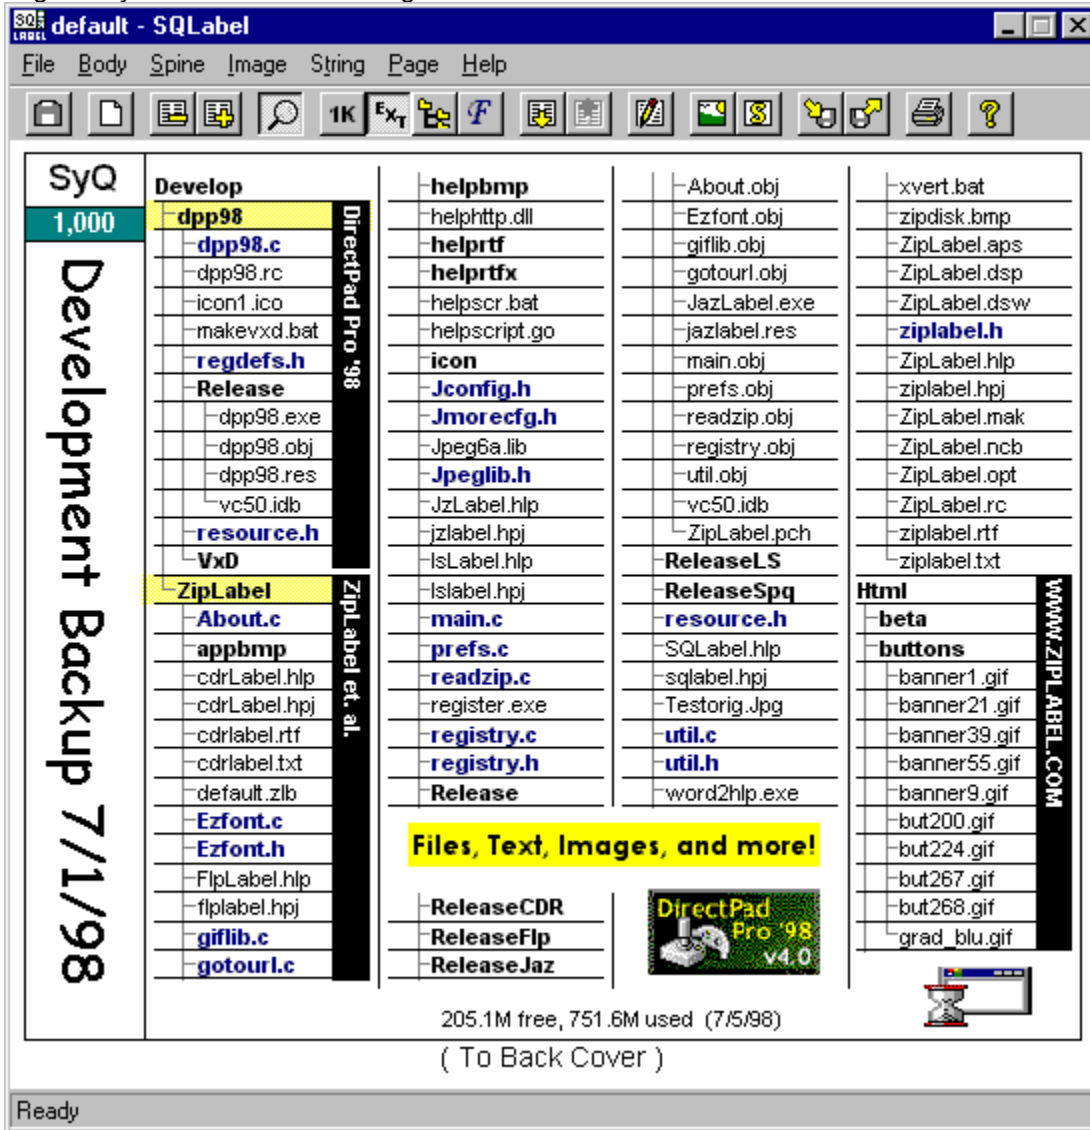 default - SQLabel
File Body Spine Image String Page Help
1K EXT F
SyQ
1,000
Development Backup 7/1/98
Develop
dpp98
dpp98.c
dpp98.rc
icon1.ico
makevxd.bat
regdefs.h
Release
dpp98.exe
dpp98.obj
dpp98.res
vc50.idb
resource.h
VxD
DirectPad Pro '98
ZipLabel
About.c
appbmp
cdrLabel.hlp
cdrLabel.hpj
cdrlabel.rtf
cdrlabel.txt
default.zlb
Ezfont.c
Ezfont.h
FlpLabel.hlp
flplabel.hpj
giflib.c
gotourl.c
ZipLabel et. al.
helpbmp
helphttp.dll
helprtf
helprtfx
helpscr.bat
helpscript.go
icon
Jconfig.h
Jmorecfg.h
Jpeg6a.lib
Jpeglib.h
JzLabel.hlp
jzlabel.hpj
lsLabel.hlp
lslabel.hpj
main.c
prefs.c
readzip.c
register.exe
registry.c
registry.h
Release
Files, Text, Images, and more!
ReleaseCDR
ReleaseFlp
ReleaseJaz
About.obj
Ezfont.obj
giflib.obj
gotourl.obj
JazLabel.exe
jazlabel.res
main.obj
prefs.obj
readzip.obj
registry.obj
util.obj
vc50.idb
ZipLabel.pch
ReleaseLS
ReleaseSpq
resource.h
SQLabel.hlp
sqlabel.hpj
Testorig.Jpg
util.c
util.h
word2hlp.exe
DirectPad
Pro '98
v4.0
xvert.bat
zipdisk.bmp
ZipLabel.aps
ZipLabel.dsp
ZipLabel.dsw
ziplabel.h
ZipLabel.hlp
ziplabel.hpj
ZipLabel.mak
ZipLabel.ncb
ZipLabel.opt
ZipLabel.rc
ziplabel.rtf
ziplabel.txt
Html
beta
buttons
banner1.gif
banner21.gif
banner39.gif
banner55.gif
banner9.gif
but200.gif
but224.gif
but267.gif
but268.gif
grad_blu.gif
WWW.ZIPLABEL.COM
205.1M free, 751.6M used (7/5/98)
( To Back Cover )
Ready